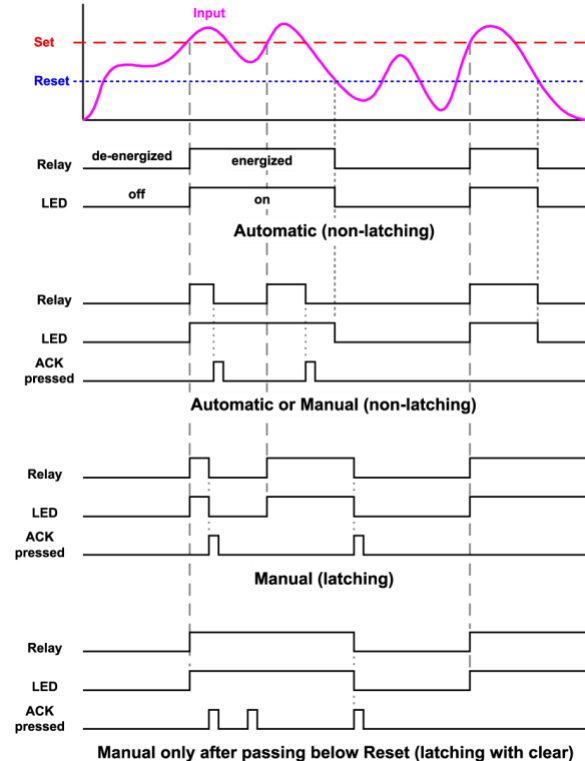 Input
Set
Reset
de-energized energized
Relay
off on
LED
Automatic (non-latching)
Relay
LED
ACK
pressed
Automatic or Manual (non-latching)
Relay
LED
ACK
pressed
Manual (latching)
Relay
LED
ACK
pressed
Manual only after passing below Reset (latching with clear)